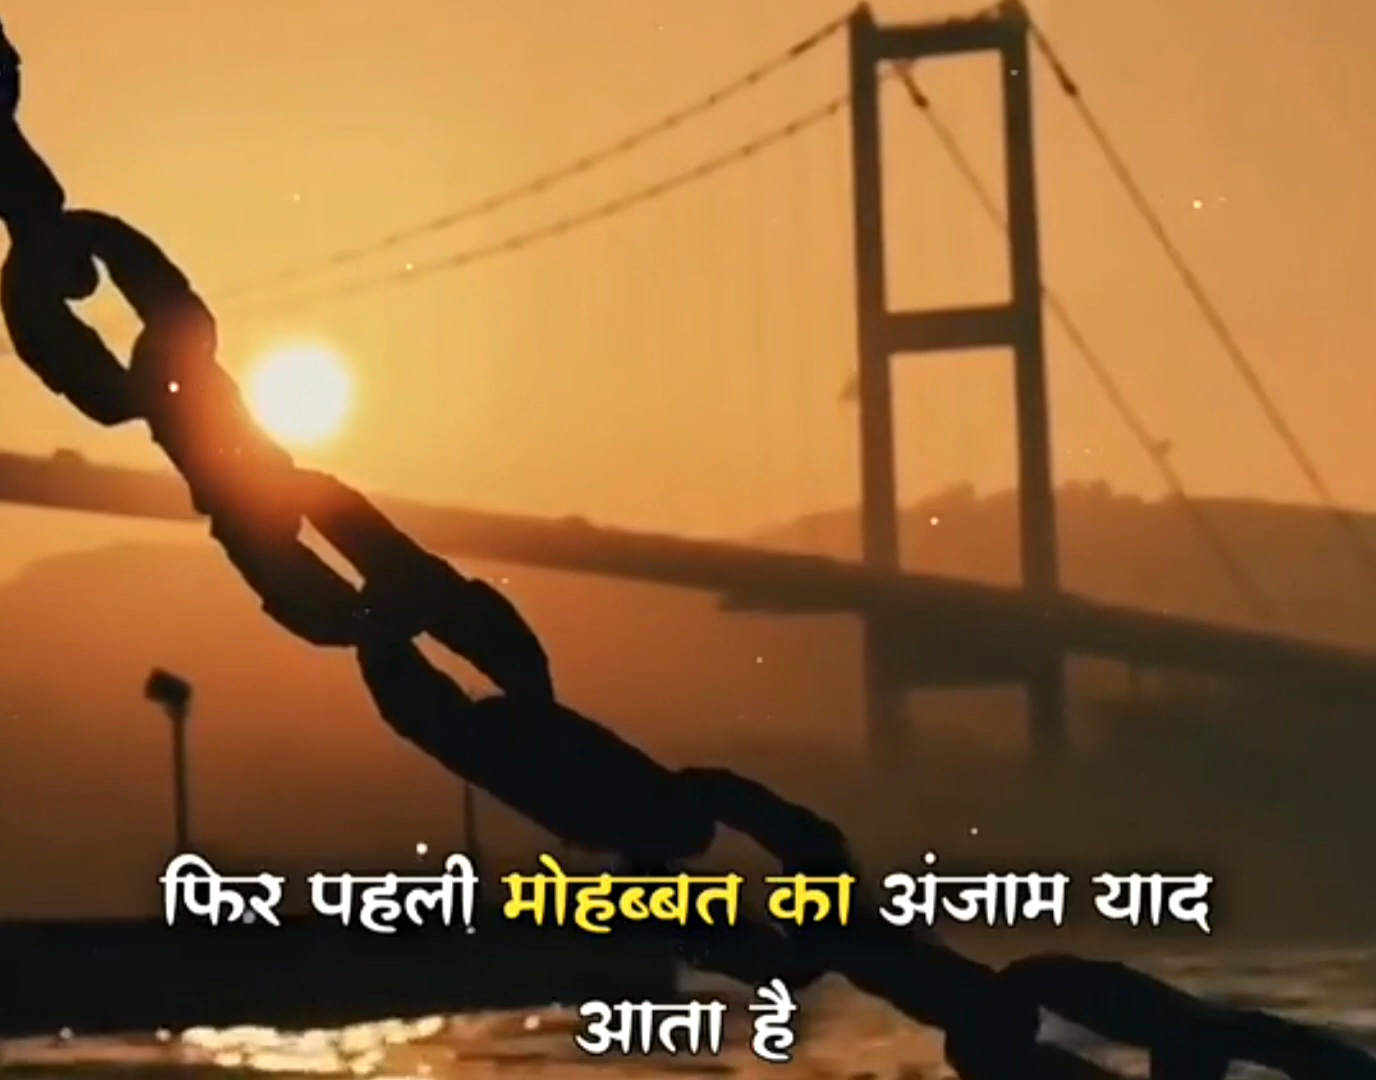 फिर पहली मोहब्बत का अंजाम याद
आता है